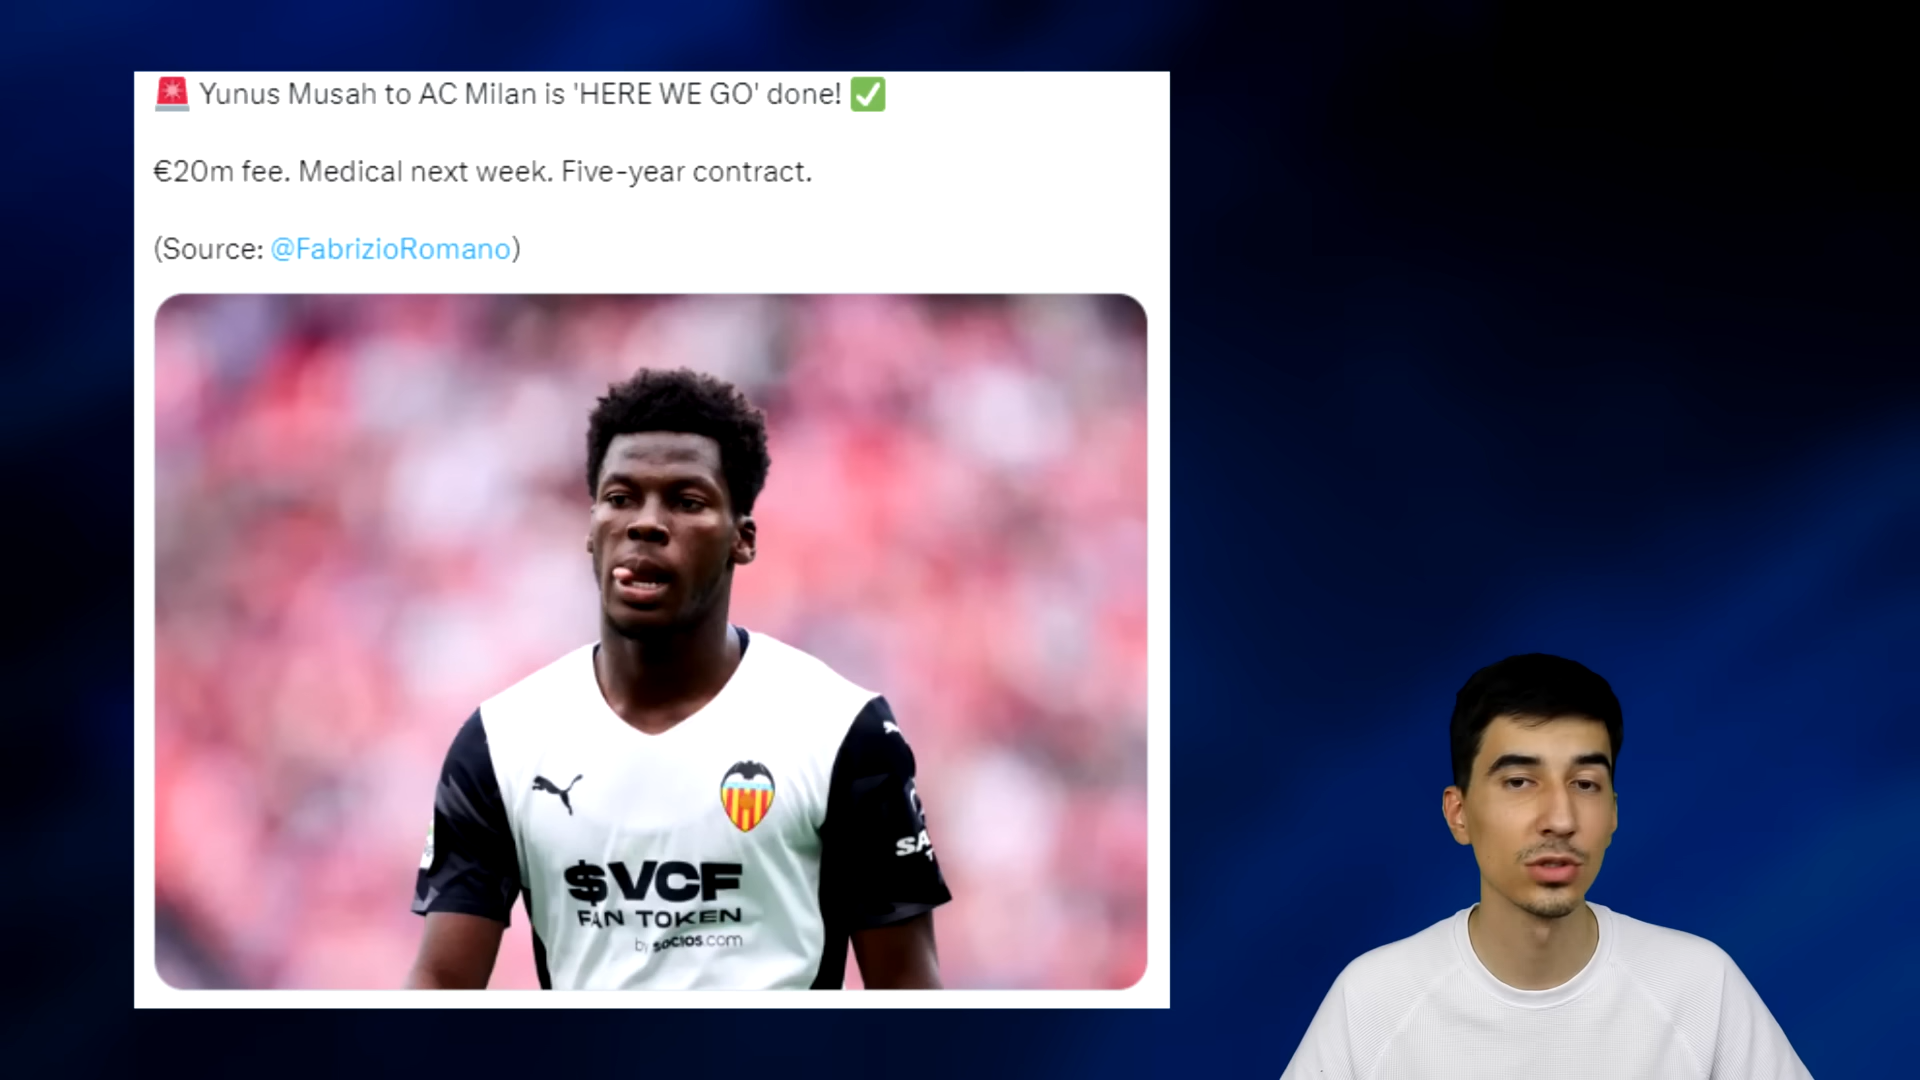 🚨 Yunus Musah to AC Milan is 'HERE WE GO' done! ✅
€20m fee. Medical next week. Five-year contract.
(Source: @FabrizioRomano)
$VCF
FAN TOKEN
by socios.com